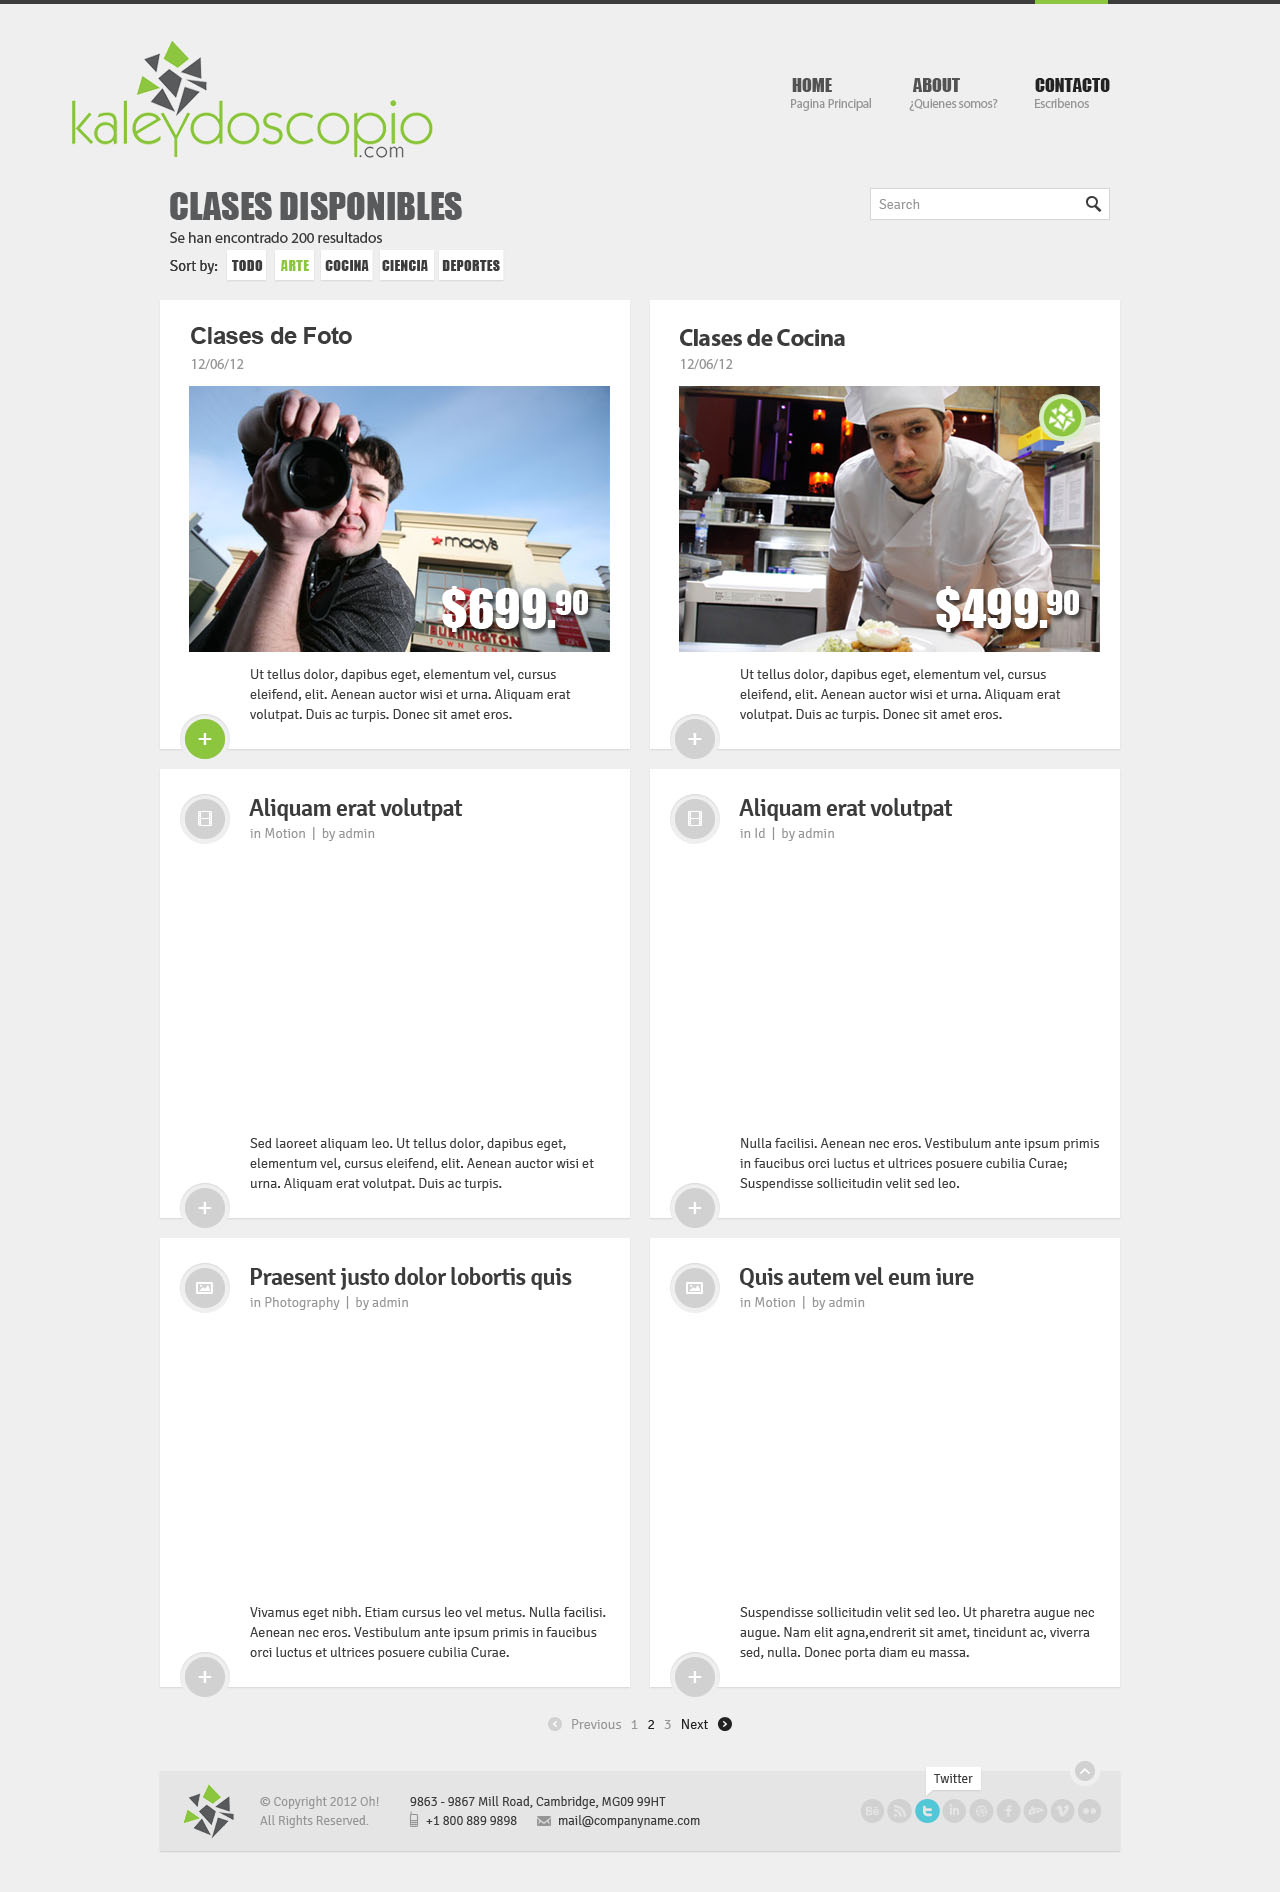 kaleydoscopio
.com
HOME
Pagina Principal
ABOUT
¿Quienes somos?
CONTACTO
Escribenos
CLASES DISPONIBLES
Search
Se han encontrado 200 resultados
Sort by: TODO ARTE COCINA CIENCIA DEPORTES
Clases de Foto
12/06/12
macy's
BURLINGTON
TOWN CENTER
$699.90
Ut tellus dolor, dapibus eget, elementum vel, cursus
eleifend, elit. Aenean auctor wisi et urna. Aliquam erat
volutpat. Duis ac turpis. Donec sit amet eros.
Clases de Cocina
12/06/12
$499.90
Ut tellus dolor, dapibus eget, elementum vel, cursus
eleifend, elit. Aenean auctor wisi et urna. Aliquam erat
volutpat. Duis ac turpis. Donec sit amet eros.
Aliquam erat volutpat
in Motion | by admin
Sed laoreet aliquam leo. Ut tellus dolor, dapibus eget,
elementum vel, cursus eleifend, elit. Aenean auctor wisi et
urna. Aliquam erat volutpat. Duis ac turpis.
Aliquam erat volutpat
in Id | by admin
Nulla facilisi. Aenean nec eros. Vestibulum ante ipsum primis
in faucibus orci luctus et ultrices posuere cubilia Curae;
Suspendisse sollicitudin velit sed leo.
Praesent justo dolor lobortis quis
in Photography | by admin
Vivamus eget nibh. Etiam cursus leo vel metus. Nulla facilisi.
Aenean nec eros. Vestibulum ante ipsum primis in faucibus
orci luctus et ultrices posuere cubilia Curae.
Quis autem vel eum iure
in Motion | by admin
Suspendisse sollicitudin velit sed leo. Ut pharetra augue nec
augue. Nam elit agna,endrerit sit amet, tincidunt ac, viverra
sed, nulla. Donec porta diam eu massa.
Previous 1 2 3 Next
© Copyright 2012 Oh!
All Rights Reserved.
9863 - 9867 Mill Road, Cambridge, MG09 99HT
+1 800 889 9898 mail@companyname.com
Twitter
Bē in